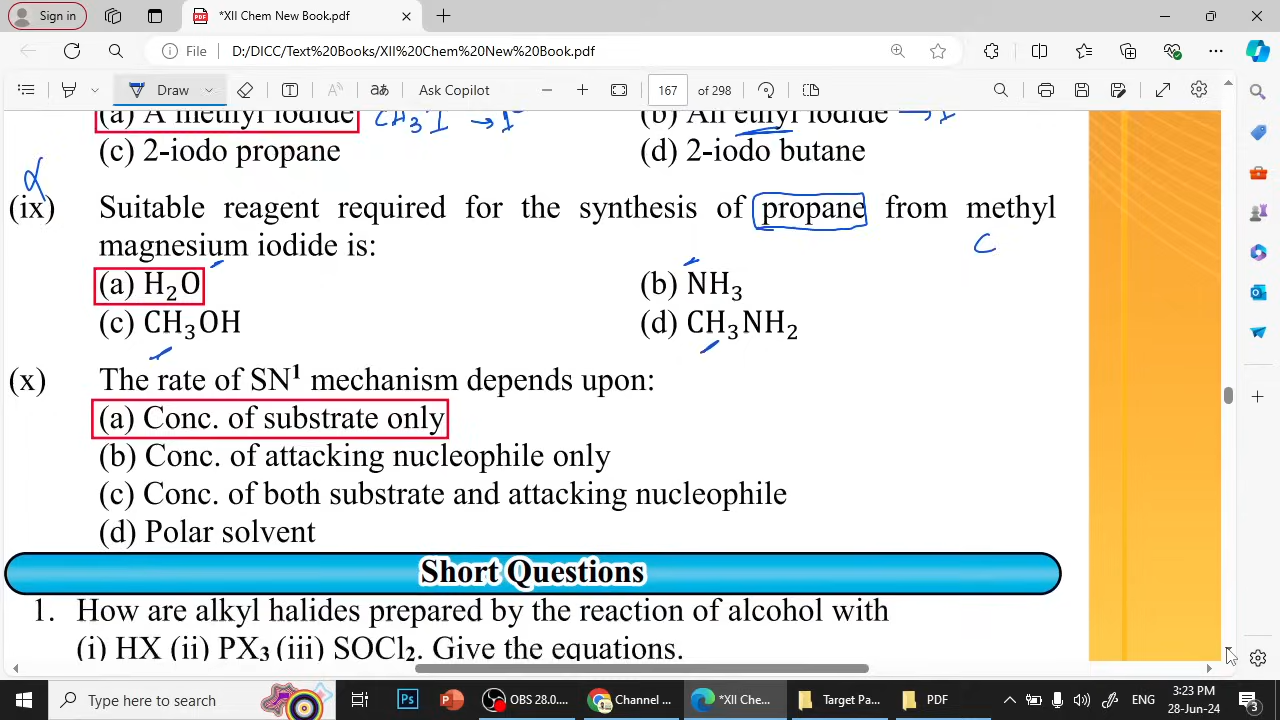 Sign in
*XII Chem New Book.pdf
File
D:/DICC/Text%20Books/XII%20Chem%20New%20Book.pdf
Draw
Ask Copilot
167 of 298
(a) A methyl iodide CH3I → I
(b) An ethyl iodide → I
(c) 2-iodo propane
(d) 2-iodo butane
(ix) Suitable reagent required for the synthesis of propane from methyl
magnesium iodide is:
C
(a) H₂O
(b) NH₃
(c) CH₃OH
(d) CH₃NH₂
(x) The rate of SN¹ mechanism depends upon:
(a) Conc. of substrate only
(b) Conc. of attacking nucleophile only
(c) Conc. of both substrate and attacking nucleophile
(d) Polar solvent
Short Questions
1. How are alkyl halides prepared by the reaction of alcohol with
(i) HX (ii) PX₃ (iii) SOCl₂. Give the equations.
Type here to search
Ps
OBS 28.0....
Channel ...
*XII Che...
Target Pa...
PDF
ENG
3:23 PM
28-Jun-24
3